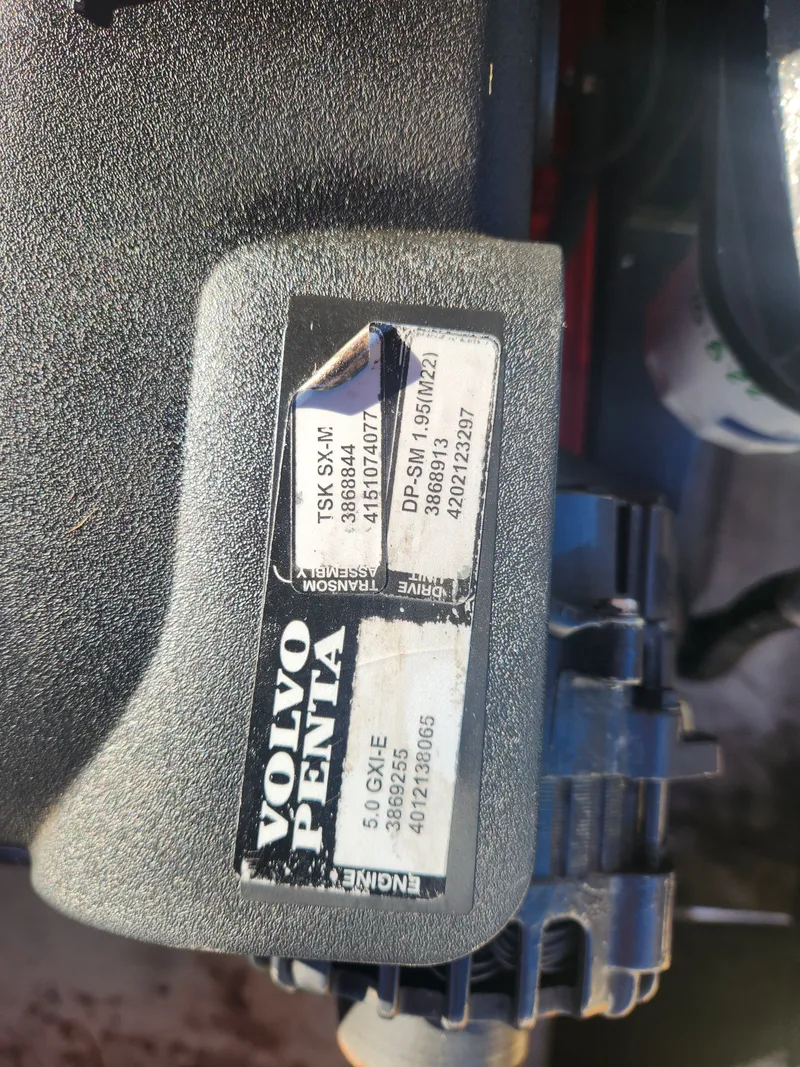 VOLVO
PENTA
ENGINE
5.0 GXI-E
3869255
4012138065
TRANSOM
ASSEMBLY
TSK SX-M
3868844
4151074077
DRIVE
UNIT
DP-SM 1.95(M22)
3868913
4202123297